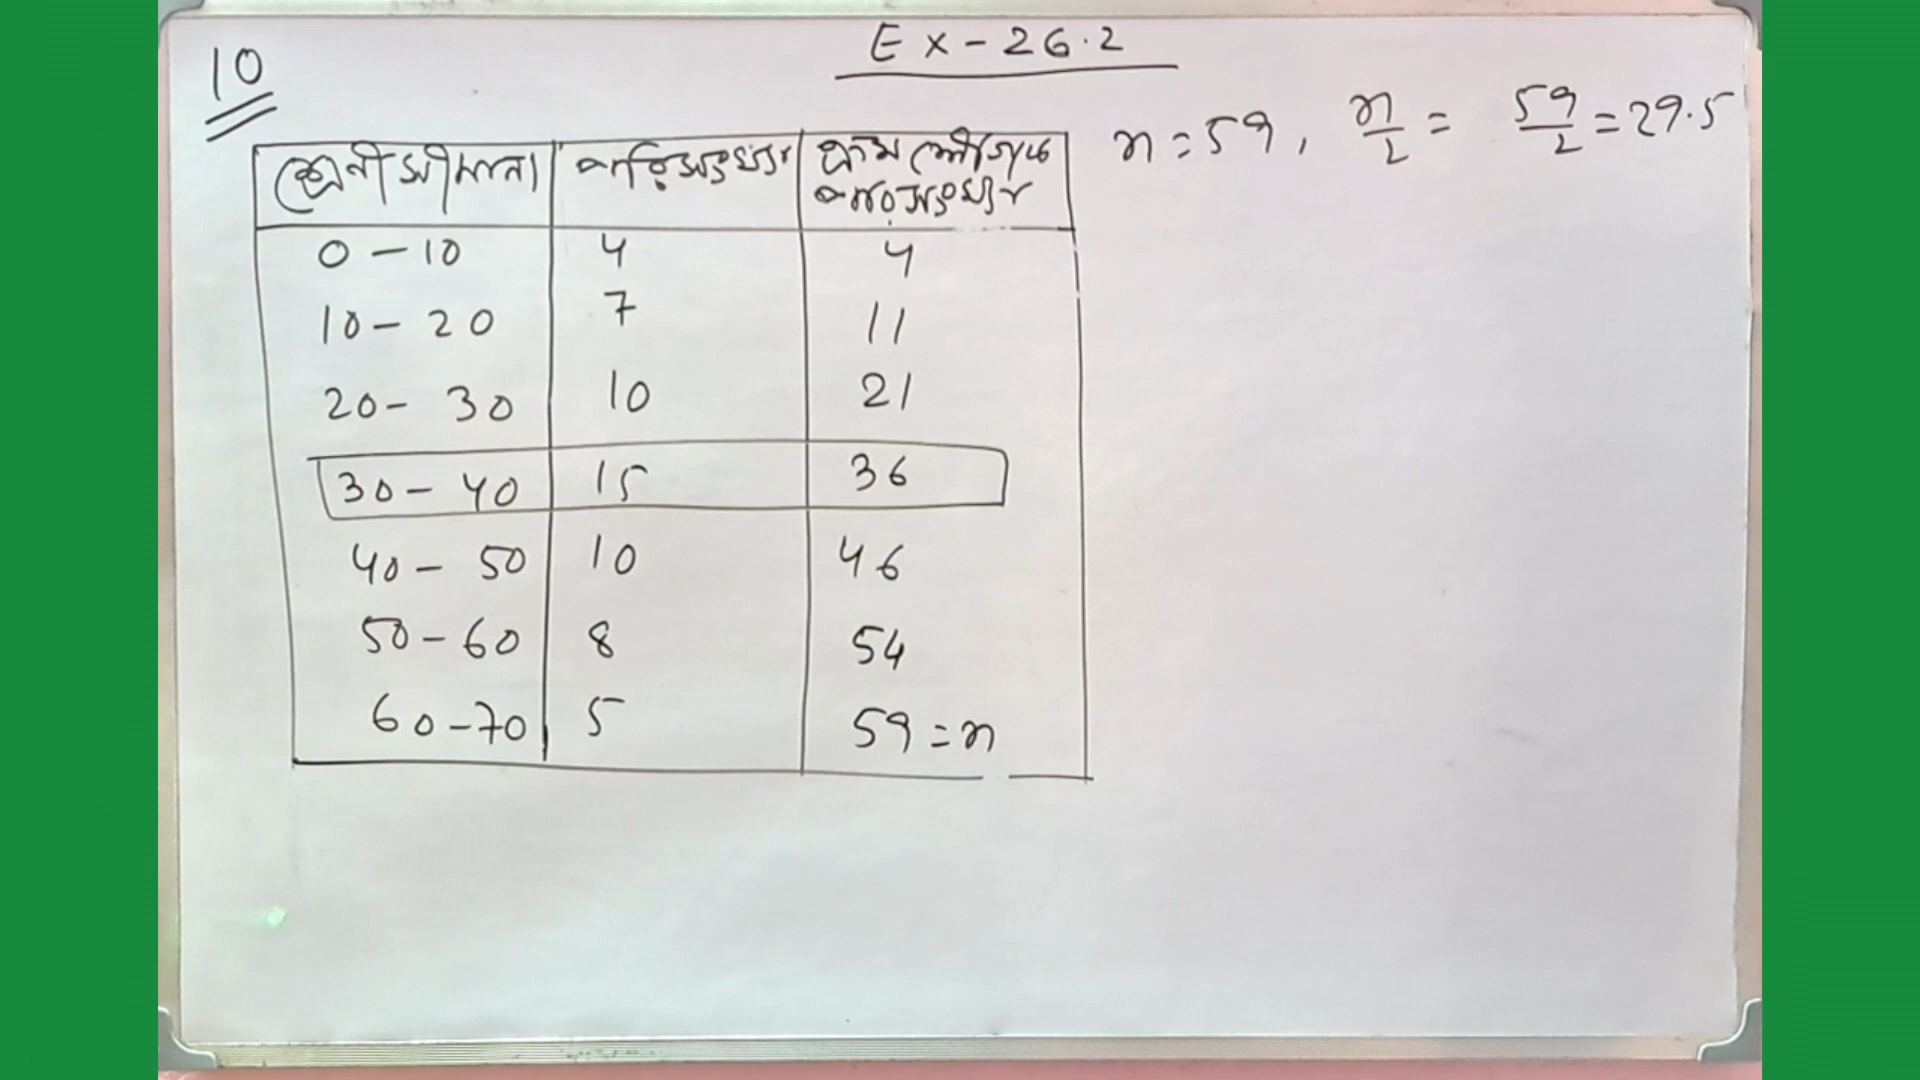 Ex-26.2
10
n = 59, n/2 = 59/2 = 29.5
শ্রেনীসীমানা পরিসংখ্যা ক্রমযৌগিক পরিসংখ্যা
0-10 4 4
10-20 7 11
20-30 10 21
30-40 15 36
40-50 10 46
50-60 8 54
60-70 5 59=n